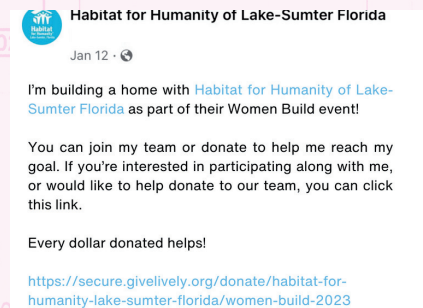 Habitat for Humanity of Lake-Sumter Florida
Habitat
for Humanity
Jan 12 ·
I'm building a home with Habitat for Humanity of Lake-
Sumter Florida as part of their Women Build event!
You can join my team or donate to help me reach my
goal. If you're interested in participating along with me,
or would like to help donate to our team, you can click
this link.
Every dollar donated helps!
https://secure.givelively.org/donate/habitat-for-
humanity-lake-sumter-florida/women-build-2023